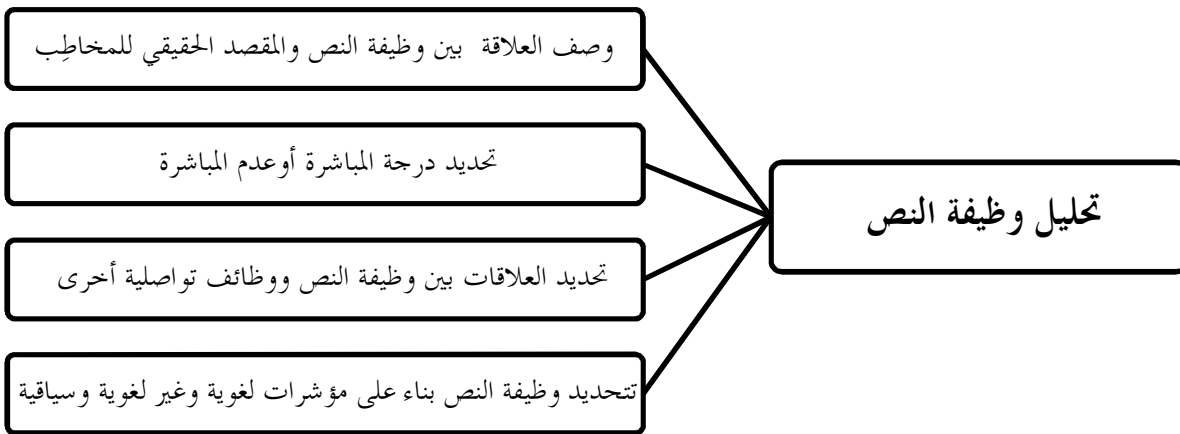 تحليل وظيفة النص
وصف العلاقة بين وظيفة النص والمقصد الحقيقي للمخاطِب
تحديد درجة المباشرة أوعدم المباشرة
تحديد العلاقات بين وظيفة النص ووظائف تواصلية أخرى
تتحديد وظيفة النص بناء على مؤشرات لغوية وغير لغوية وسياقية